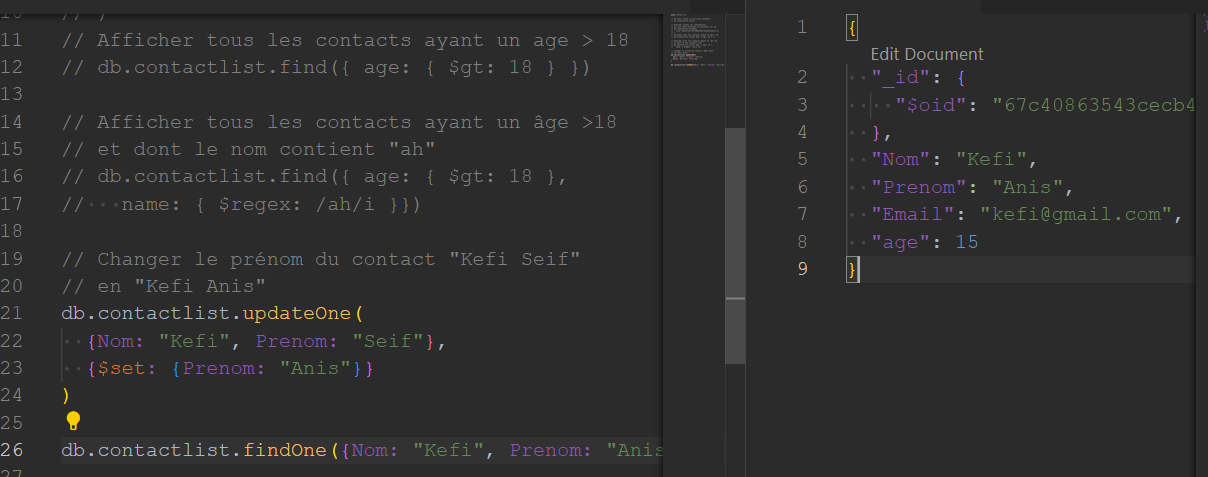 11 // Afficher tous les contacts ayant un age > 18
12 // db.contactlist.find({ age: { $gt: 18 } })
13
14 // Afficher tous les contacts ayant un âge >18
15 // et dont le nom contient "ah"
16 // db.contactlist.find({ age: { $gt: 18 },
17 //   name: { $regex: /ah/i }})
18
19 // Changer le prénom du contact "Kefi Seif"
20 // en "Kefi Anis"
21 db.contactlist.updateOne(
22   {Nom: "Kefi", Prenom: "Seif"},
23   {$set: {Prenom: "Anis"}}
24 )
25
26 db.contactlist.findOne({Nom: "Kefi", Prenom: "Anis
27
1 {
Edit Document
2   "_id": {
3     "$oid": "67c40863543cecb4
4   },
5   "Nom": "Kefi",
6   "Prenom": "Anis",
7   "Email": "kefi@gmail.com",
8   "age": 15
9 }